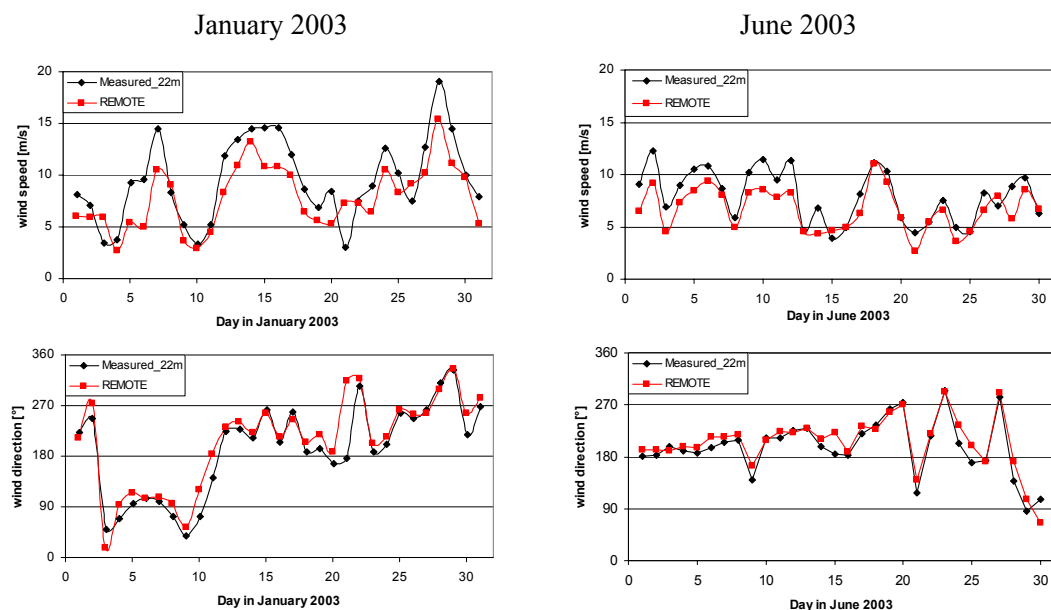 January 2003
June 2003
20
15
10
5
0
wind speed [m/s]
Measured_22m
REMOTE
0 5 10 15 20 25 30
Day in January 2003
20
15
10
5
0
wind speed [m/s]
Measured_22m
REMOTE
0 5 10 15 20 25 30
Day in June 2003
360
270
180
90
0
wind direction [°]
Measured_22m
REMOTE
0 5 10 15 20 25 30
Day in January 2003
360
270
180
90
0
wind direction [°]
Measured_22m
REMOTE
0 5 10 15 20 25 30
Day in June 2003